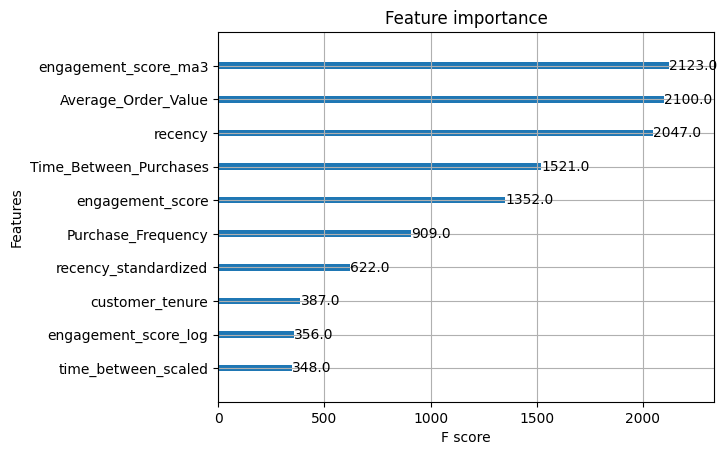 Feature importance
engagement_score_ma3 2123.0
Average_Order_Value 2100.0
recency 2047.0
Time_Between_Purchases 1521.0
engagement_score 1352.0
Purchase_Frequency 909.0
recency_standardized 622.0
customer_tenure 387.0
engagement_score_log 356.0
time_between_scaled 348.0
Features
0 500 1000 1500 2000
F score